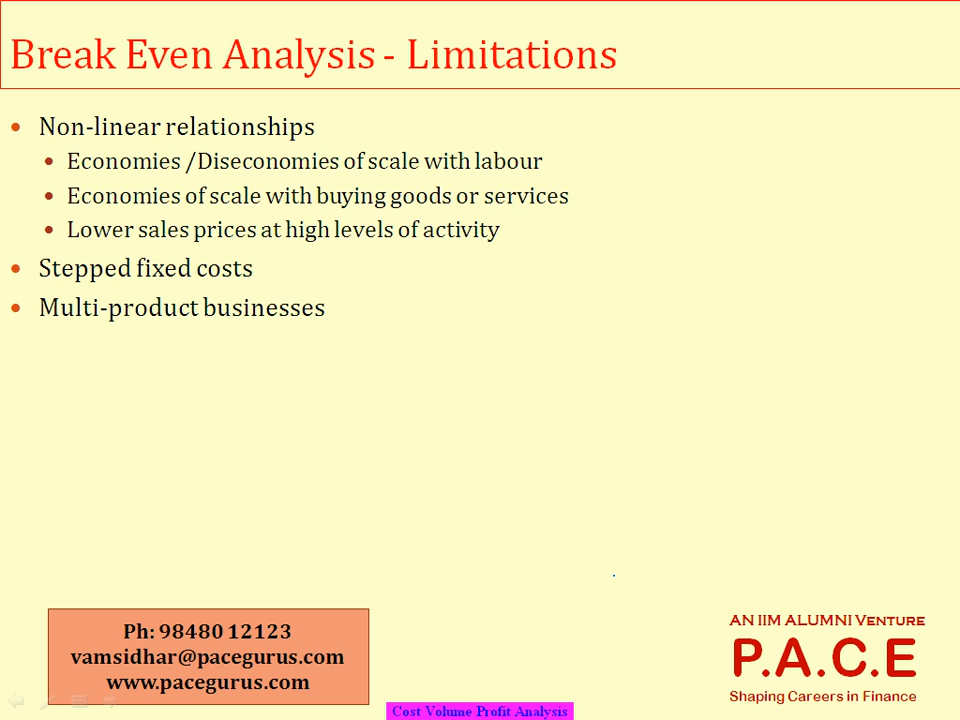 Break Even Analysis - Limitations
Non-linear relationships
Economies /Diseconomies of scale with labour
Economies of scale with buying goods or services
Lower sales prices at high levels of activity
Stepped fixed costs
Multi-product businesses
Ph: 98480 12123
vamsidhar@pacegurus.com
www.pacegurus.com
AN IIM ALUMNI VENTURE
P.A.C.E
Shaping Careers in Finance
Cost Volume Profit Analysis